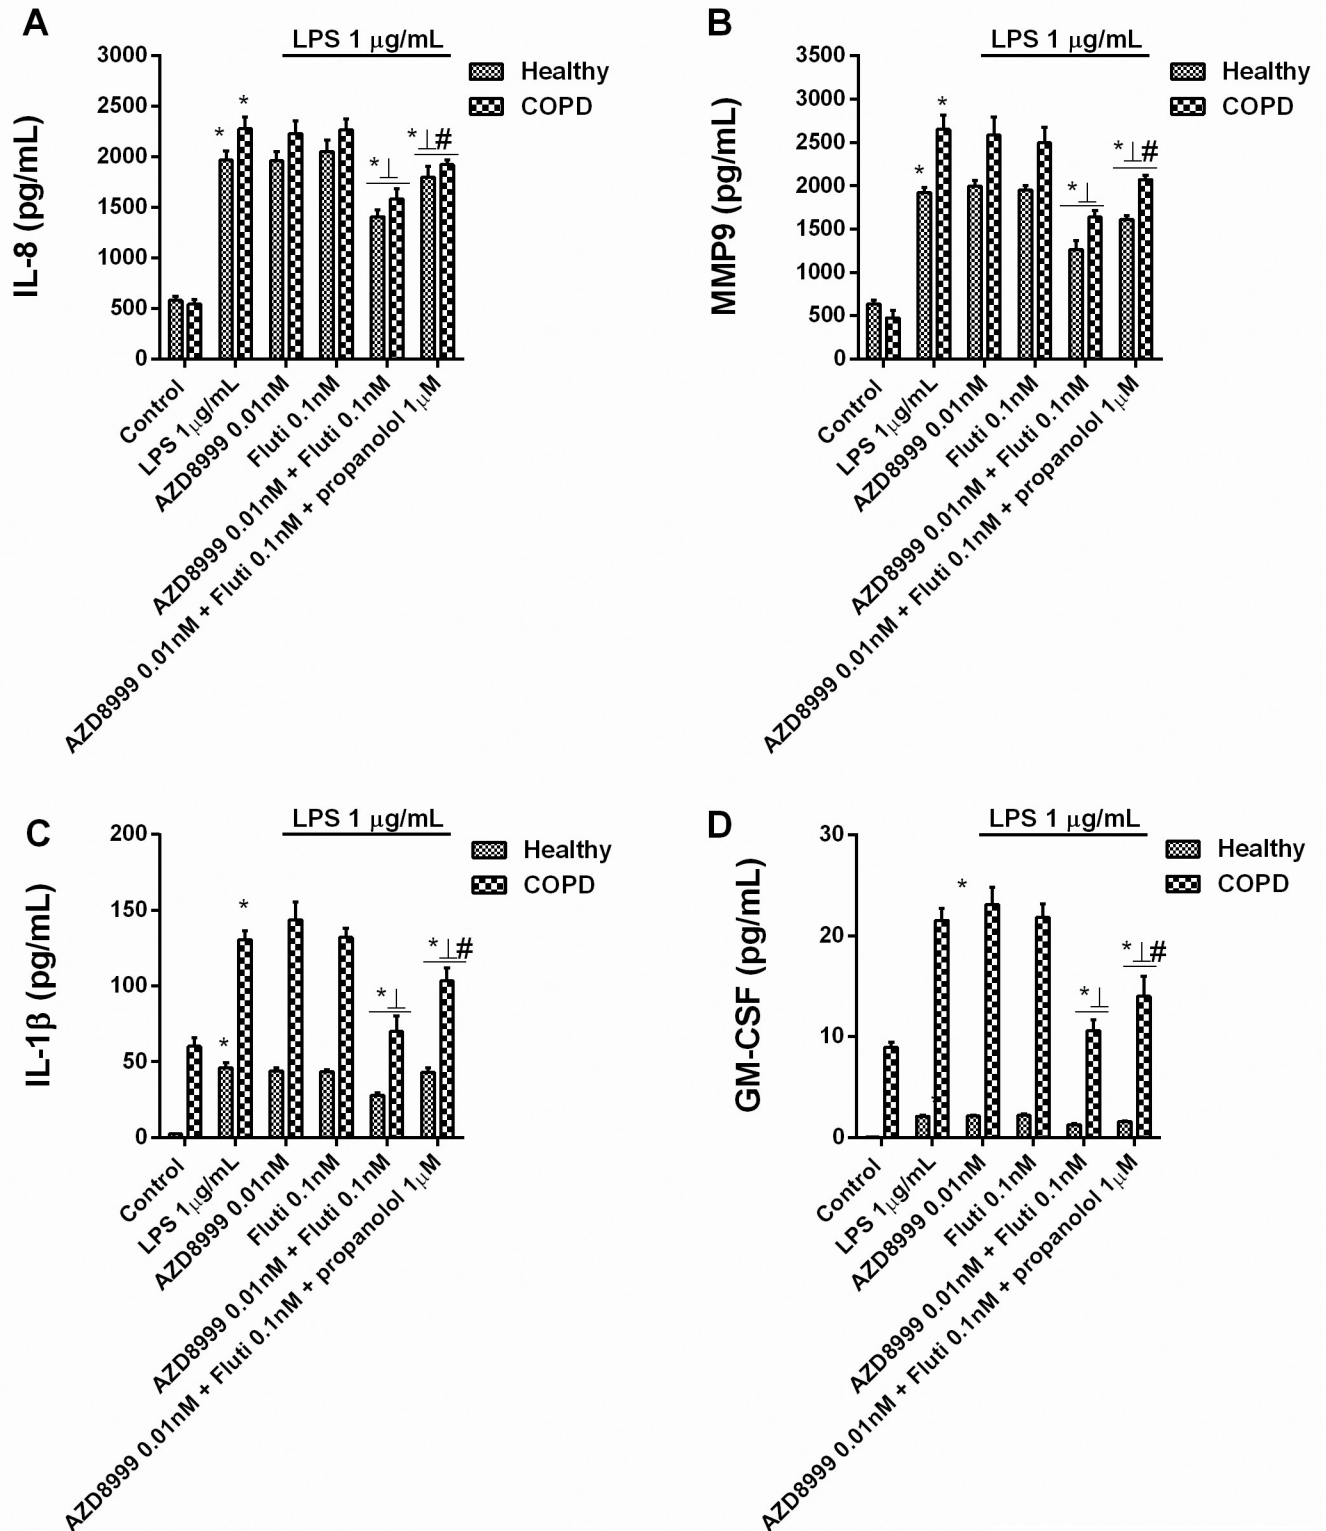 A
LPS 1 μg/mL
Healthy
COPD
IL-8 (pg/mL)
3000
2500
2000
1500
1000
500
0
*
*
*⊥
*⊥#
Control
LPS 1μg/mL
AZD8999 0.01nM
Fluti 0.1nM
AZD8999 0.01nM + Fluti 0.1nM
AZD8999 0.01nM + Fluti 0.1nM + propanolol 1μM
B
LPS 1 μg/mL
Healthy
COPD
MMP9 (pg/mL)
3500
3000
2500
2000
1500
1000
500
0
*
*
*⊥
*⊥#
Control
LPS 1μg/mL
AZD8999 0.01nM
Fluti 0.1nM
AZD8999 0.01nM + Fluti 0.1nM
AZD8999 0.01nM + Fluti 0.1nM + propanolol 1μM
C
LPS 1 μg/mL
Healthy
COPD
IL-1β (pg/mL)
200
150
100
50
0
*
*
*⊥
*⊥#
Control
LPS 1μg/mL
AZD8999 0.01nM
Fluti 0.1nM
AZD8999 0.01nM + Fluti 0.1nM
AZD8999 0.01nM + Fluti 0.1nM + propanolol 1μM
D
LPS 1 μg/mL
Healthy
COPD
GM-CSF (pg/mL)
30
20
10
0
*
*
*⊥
*⊥#
Control
LPS 1μg/mL
AZD8999 0.01nM
Fluti 0.1nM
AZD8999 0.01nM + Fluti 0.1nM
AZD8999 0.01nM + Fluti 0.1nM + propanolol 1μM